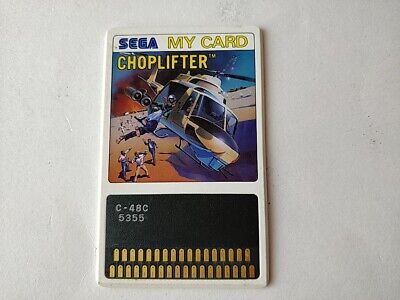 SEGA MY CARD
CHOPLIFTER™
C-48C
5355